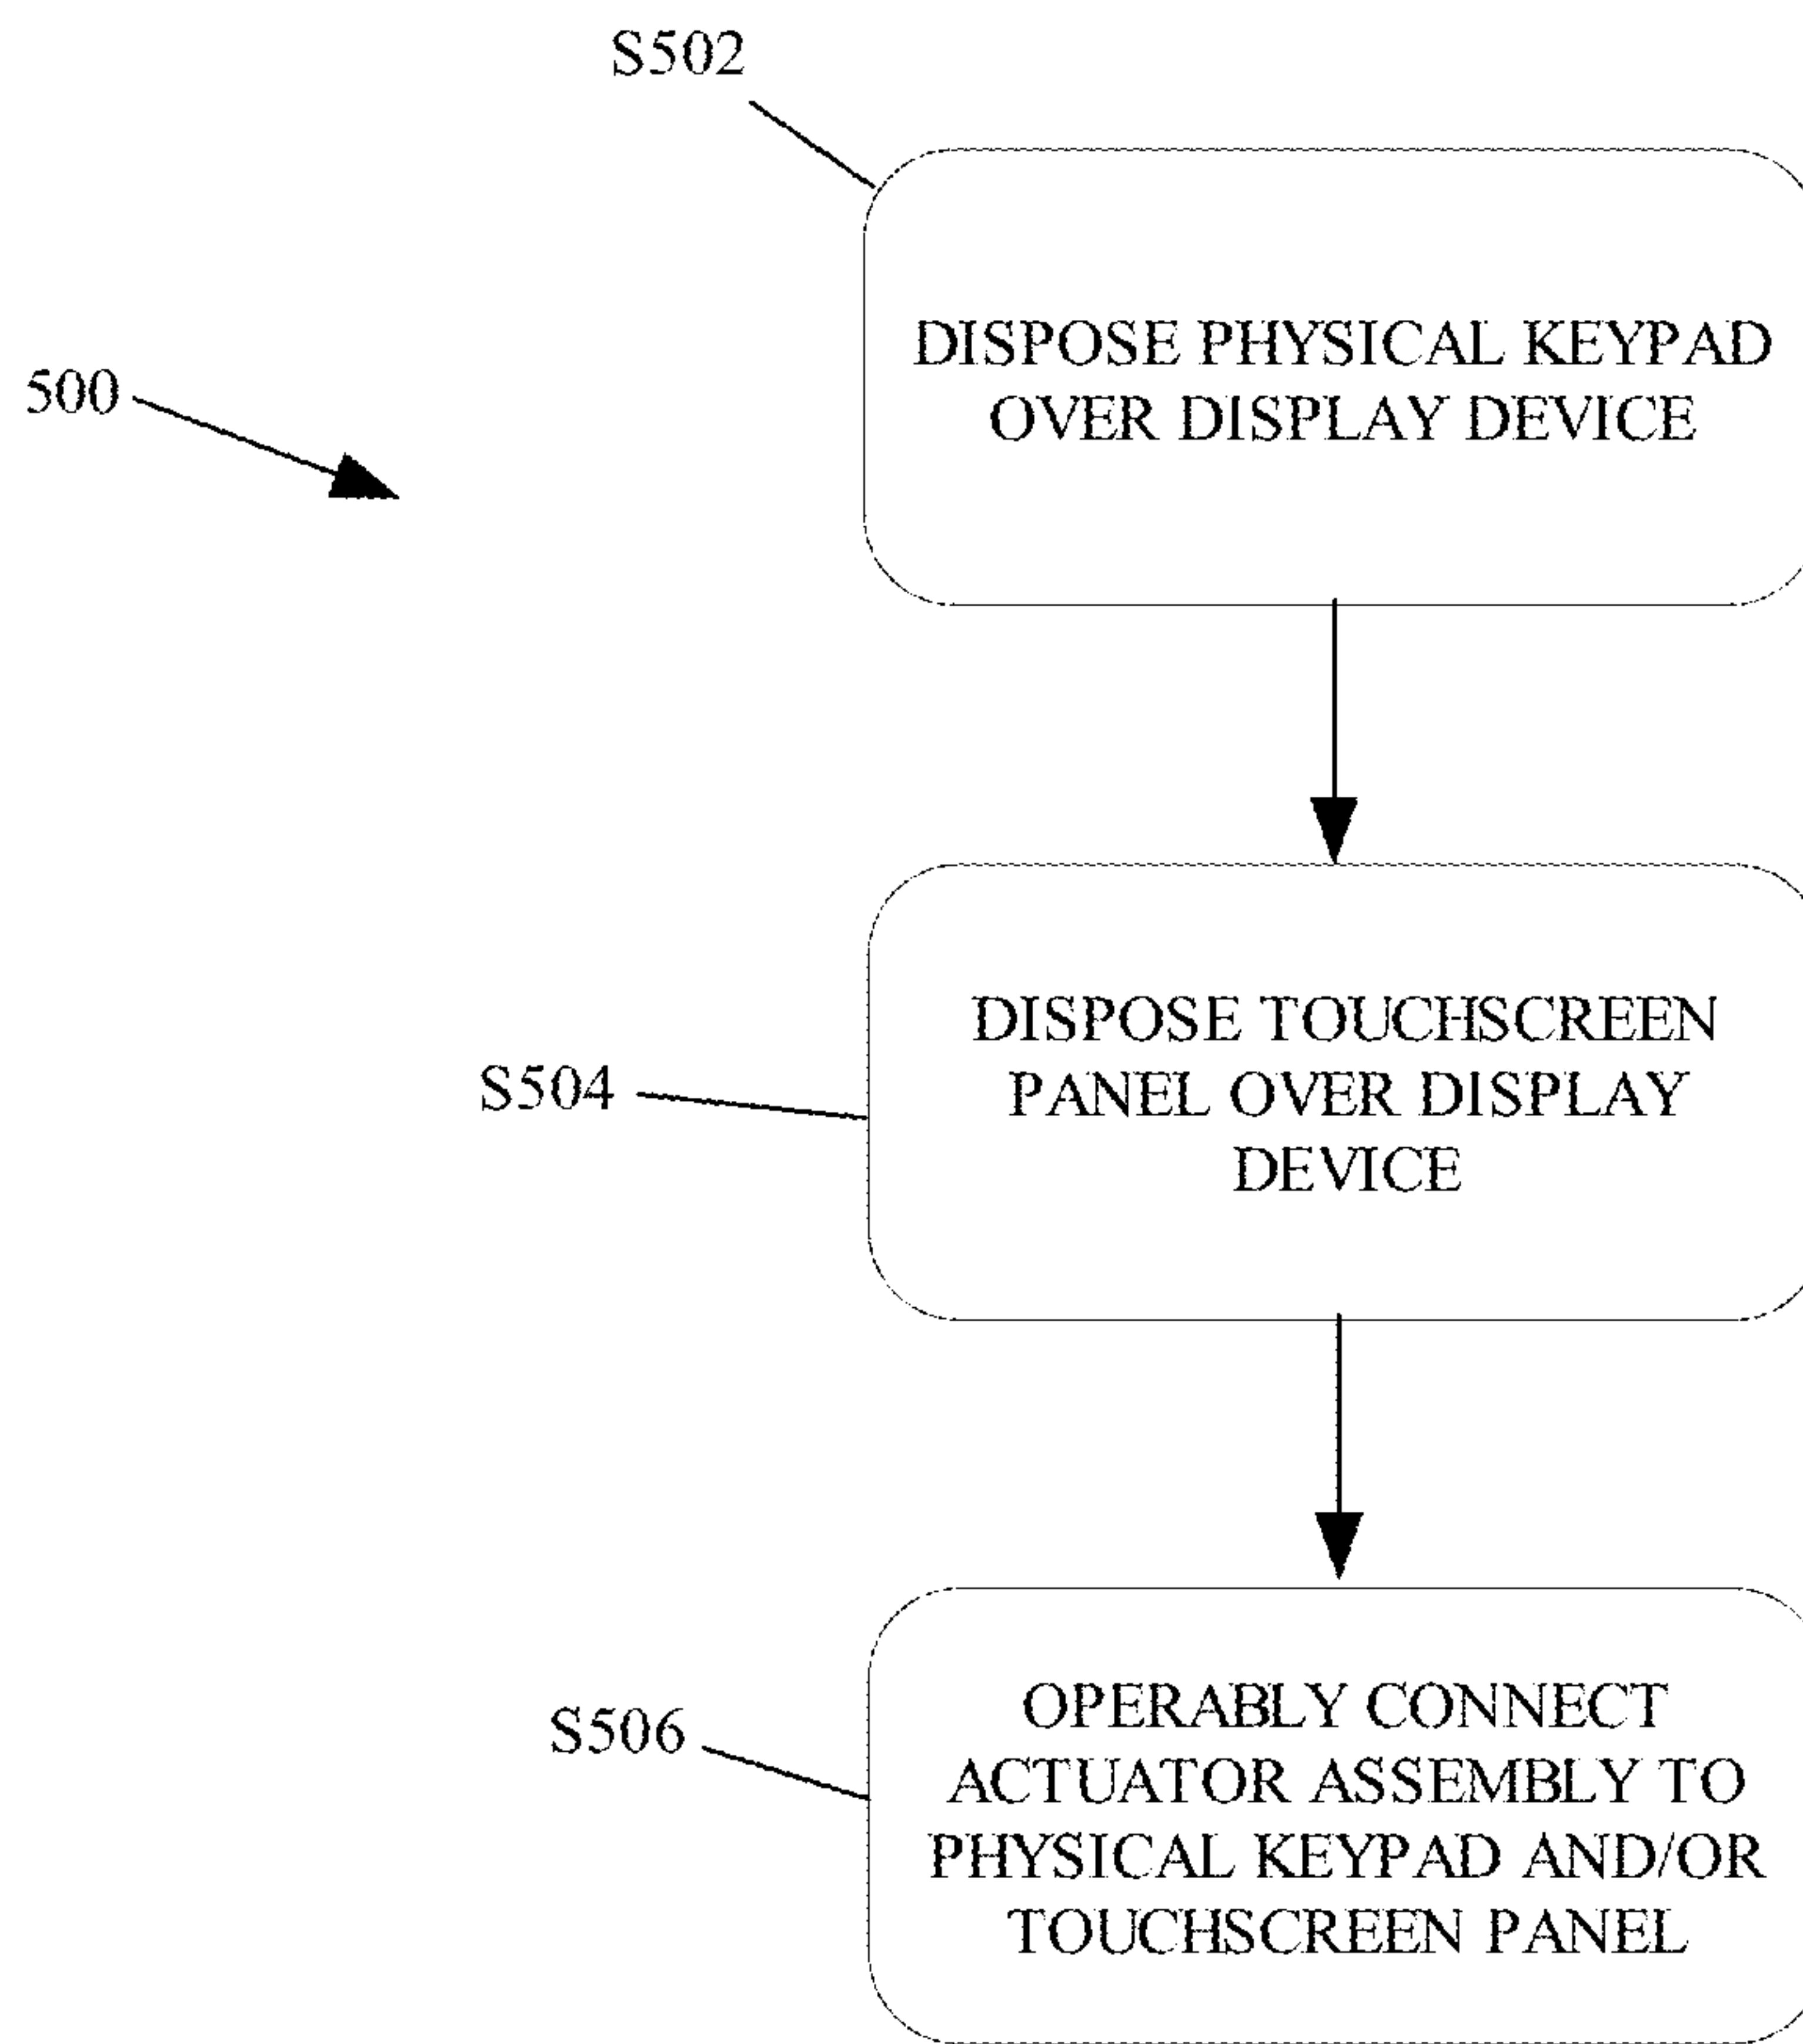 S502
DISPOSE PHYSICAL KEYPAD
OVER DISPLAY DEVICE
500
DISPOSE TOUCHSCREEN
PANEL OVER DISPLAY
DEVICE
S504
OPERABLY CONNECT
ACTUATOR ASSEMBLY TO
PHYSICAL KEYPAD AND/OR
TOUCHSCREEN PANEL
S506